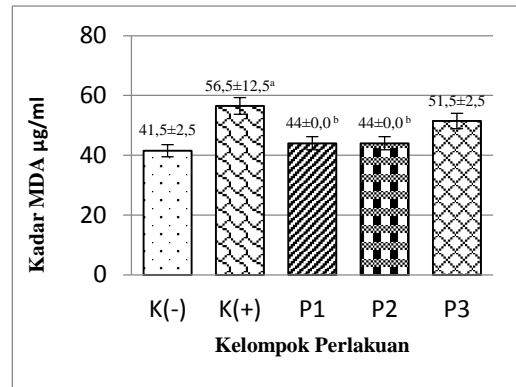 Kadar MDA µg/ml
80
60
40
20
0
41,5±2,5
56,5±12,5ᵃ
44±0,0 ᵇ
44±0,0 ᵇ
51,5±2,5
K(-) K(+) P1 P2 P3
Kelompok Perlakuan